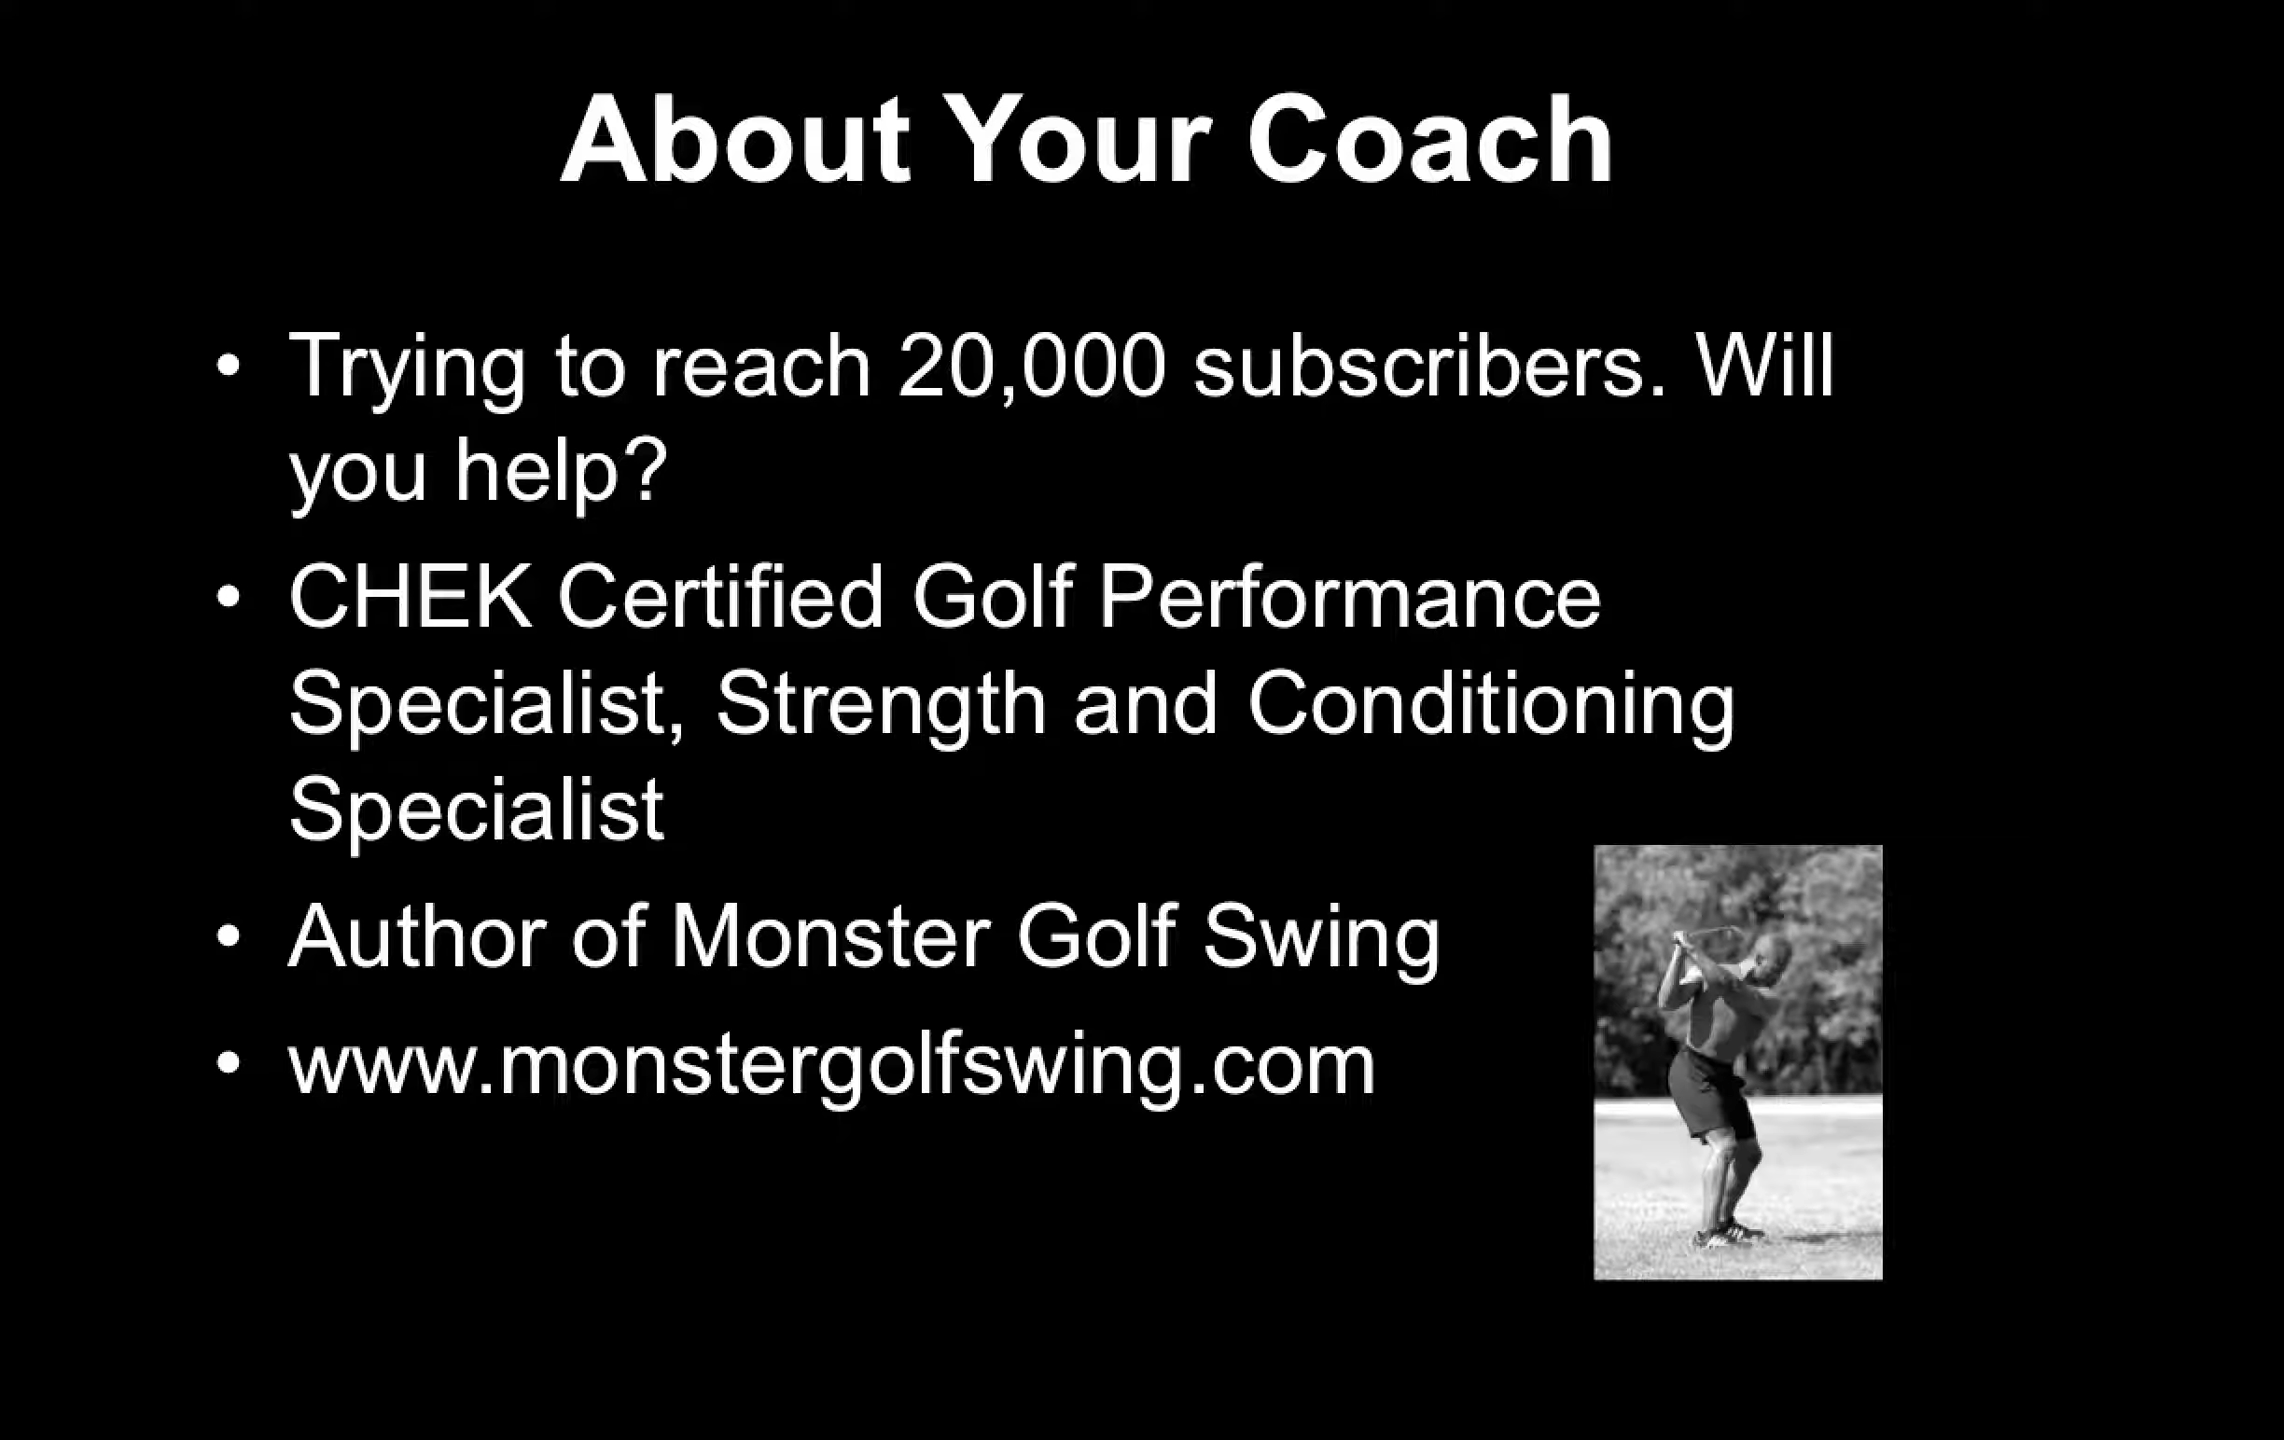 About Your Coach
• Trying to reach 20,000 subscribers. Will
you help?
• CHEK Certified Golf Performance
Specialist, Strength and Conditioning
Specialist
• Author of Monster Golf Swing
• www.monstergolfswing.com